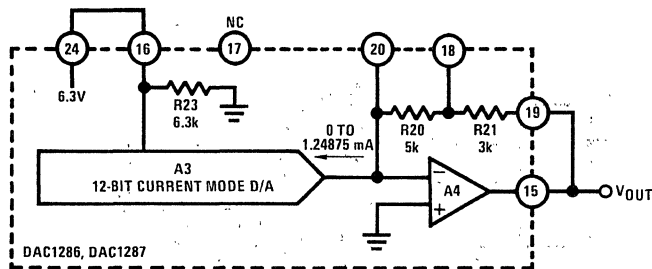 NC
24
16
17
20
18
6.3V
R23
6.3k
0 TO
1.24875 mA
R20
5k
R21
3k
19
A3
12-BIT CURRENT MODE D/A
−
A4
+
15
VOUT
DAC1286, DAC1287